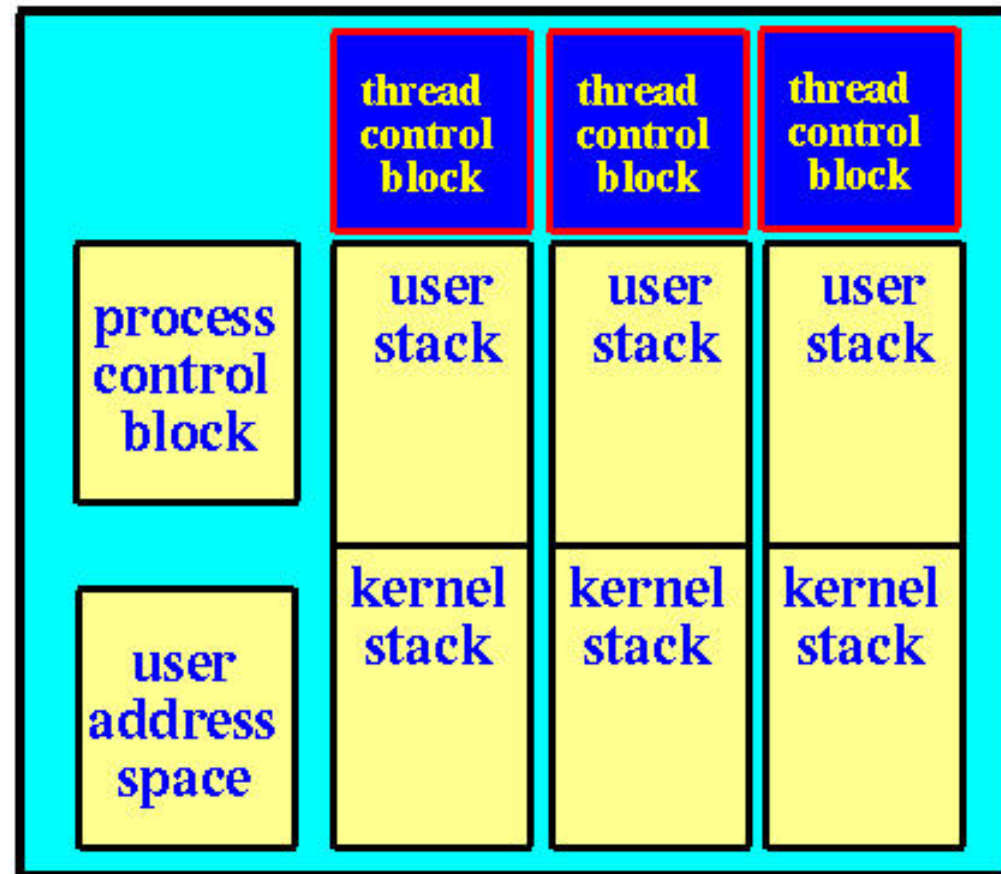 thread
control
block
thread
control
block
thread
control
block
process
control
block
user
address
space
user
stack
kernel
stack
user
stack
kernel
stack
user
stack
kernel
stack